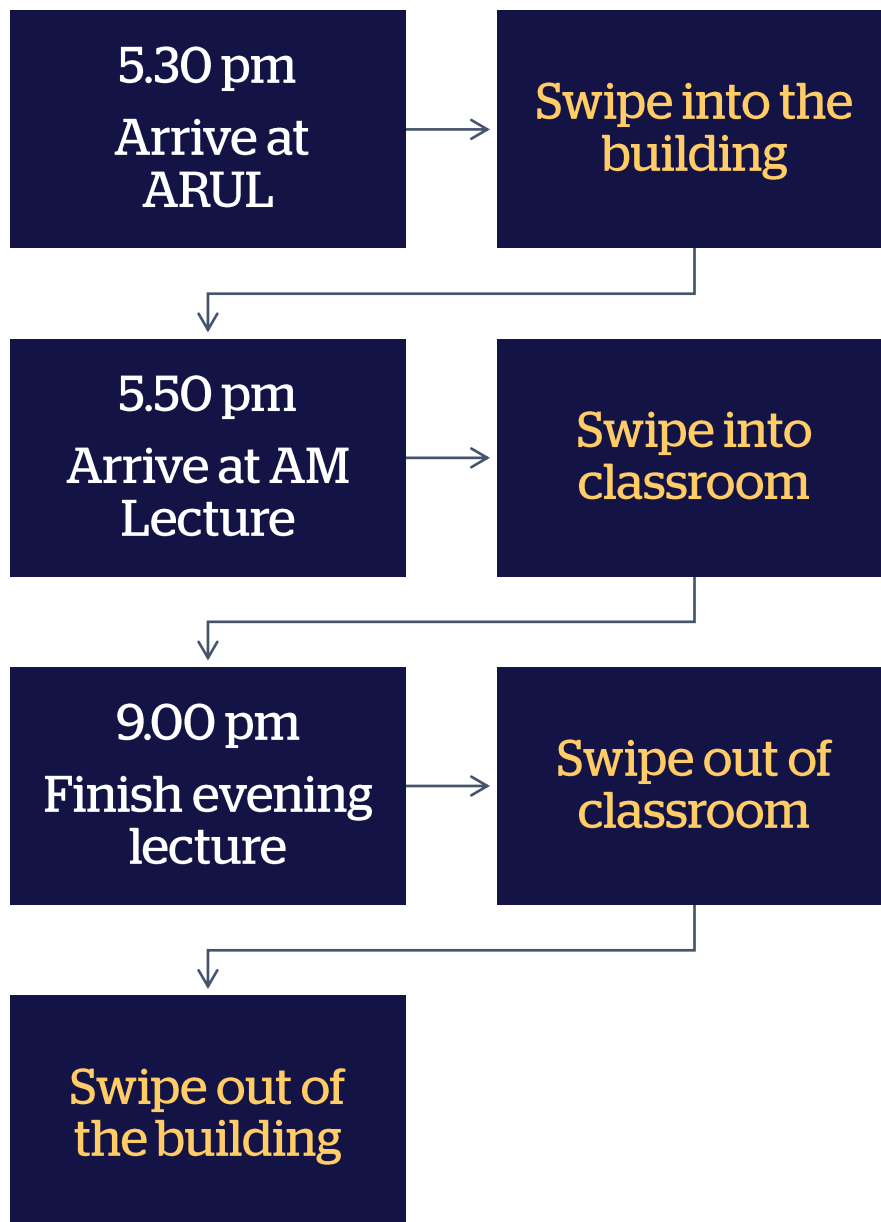 5.30 pm
Arrive at
ARUL
Swipe into the
building
5.50 pm
Arrive at AM
Lecture
Swipe into
classroom
9.00 pm
Finish evening
lecture
Swipe out of
classroom
Swipe out of
the building